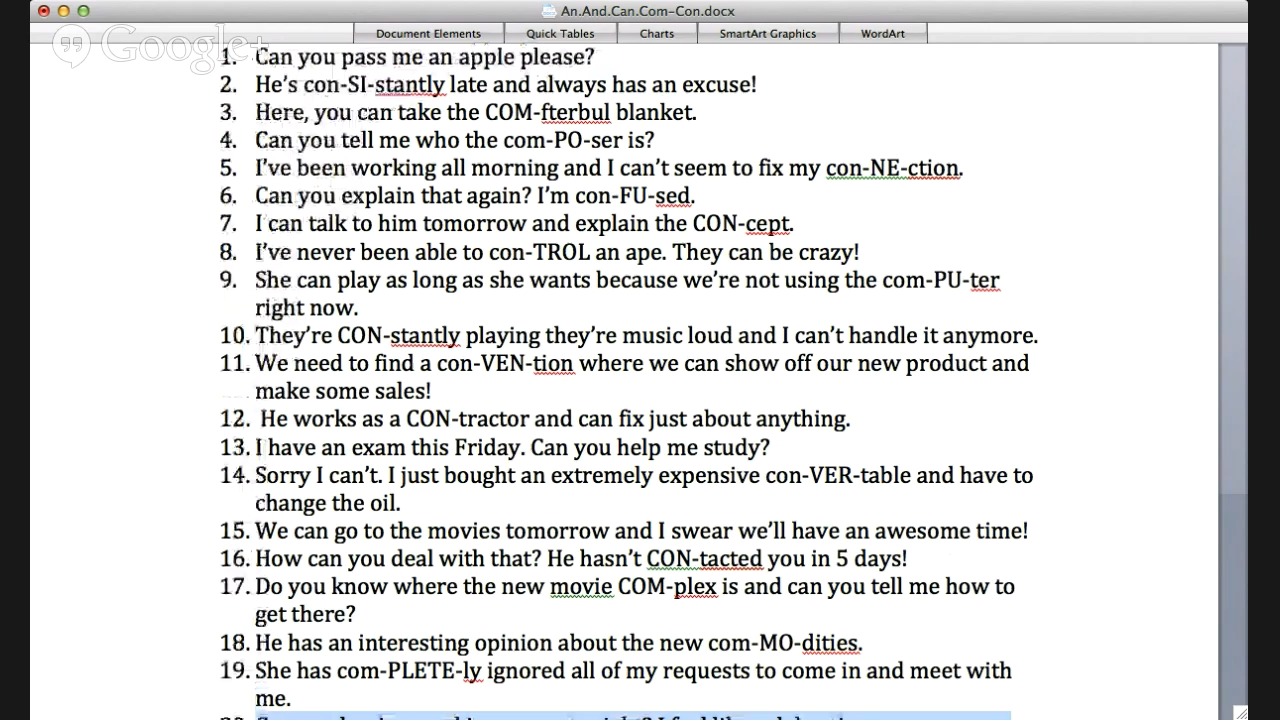 An.And.Can.Com-Con.docx
Google+
Document Elements Quick Tables Charts SmartArt Graphics WordArt
1. Can you pass me an apple please?
2. He's con-SI-stantly late and always has an excuse!
3. Here, you can take the COM-fterbul blanket.
4. Can you tell me who the com-PO-ser is?
5. I've been working all morning and I can't seem to fix my con-NE-ction.
6. Can you explain that again? I'm con-FU-sed.
7. I can talk to him tomorrow and explain the CON-cept.
8. I've never been able to con-TROL an ape. They can be crazy!
9. She can play as long as she wants because we're not using the com-PU-ter
right now.
10. They're CON-stantly playing they're music loud and I can't handle it anymore.
11. We need to find a con-VEN-tion where we can show off our new product and
make some sales!
12. He works as a CON-tractor and can fix just about anything.
13. I have an exam this Friday. Can you help me study?
14. Sorry I can't. I just bought an extremely expensive con-VER-table and have to
change the oil.
15. We can go to the movies tomorrow and I swear we'll have an awesome time!
16. How can you deal with that? He hasn't CON-tacted you in 5 days!
17. Do you know where the new movie COM-plex is and can you tell me how to
get there?
18. He has an interesting opinion about the new com-MO-dities.
19. She has com-PLETE-ly ignored all of my requests to come in and meet with
me.